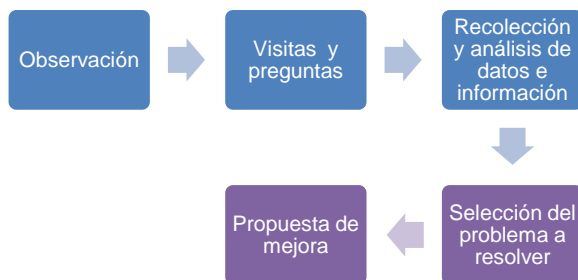 Observación
Visitas y
preguntas
Recolección
y análisis de
datos e
información
Selección del
problema a
resolver
Propuesta de
mejora